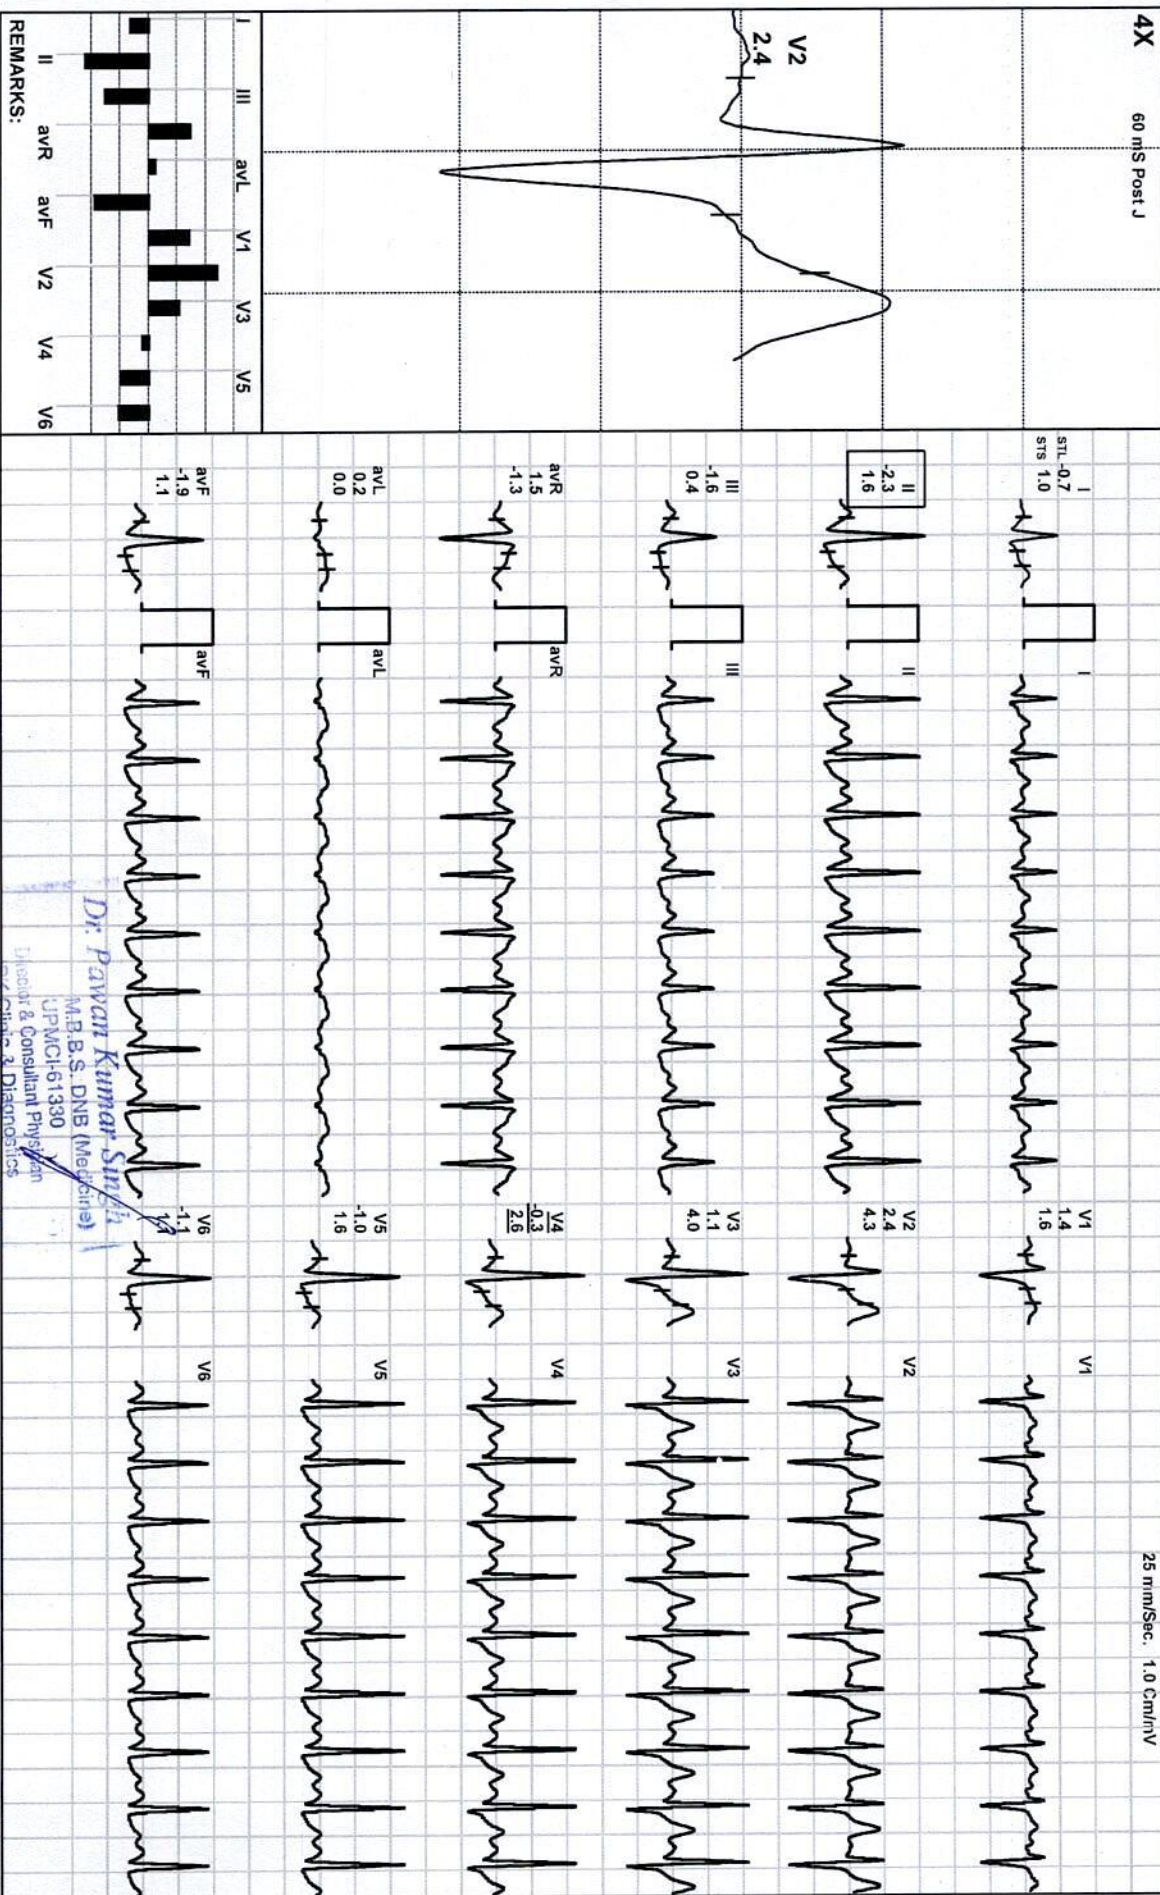 4X
60 mS Post J
25 mm/Sec. 1.0 Cm/mV
V2
2.4
I
STL -0.7
STS 1.0
I
V1
1.4
1.6
V1
II
-2.3
1.6
II
V2
2.4
4.3
V2
III
-1.6
0.4
III
V3
1.1
4.0
V3
avR
1.5
-1.3
avR
V4
-0.3
2.6
V4
avL
0.2
0.0
avL
V5
-1.0
1.6
V5
avF
-1.9
1.1
avF
V6
-1.1
V6
I III avL V1 V3 V5
II avR avF V2 V4 V6
REMARKS:
Dr. Pawan Kumar Singh
M.B.B.S. DNB (Medicine)
UPMCI-61330
Director & Consultant Physician
Clinic & Diagnostics